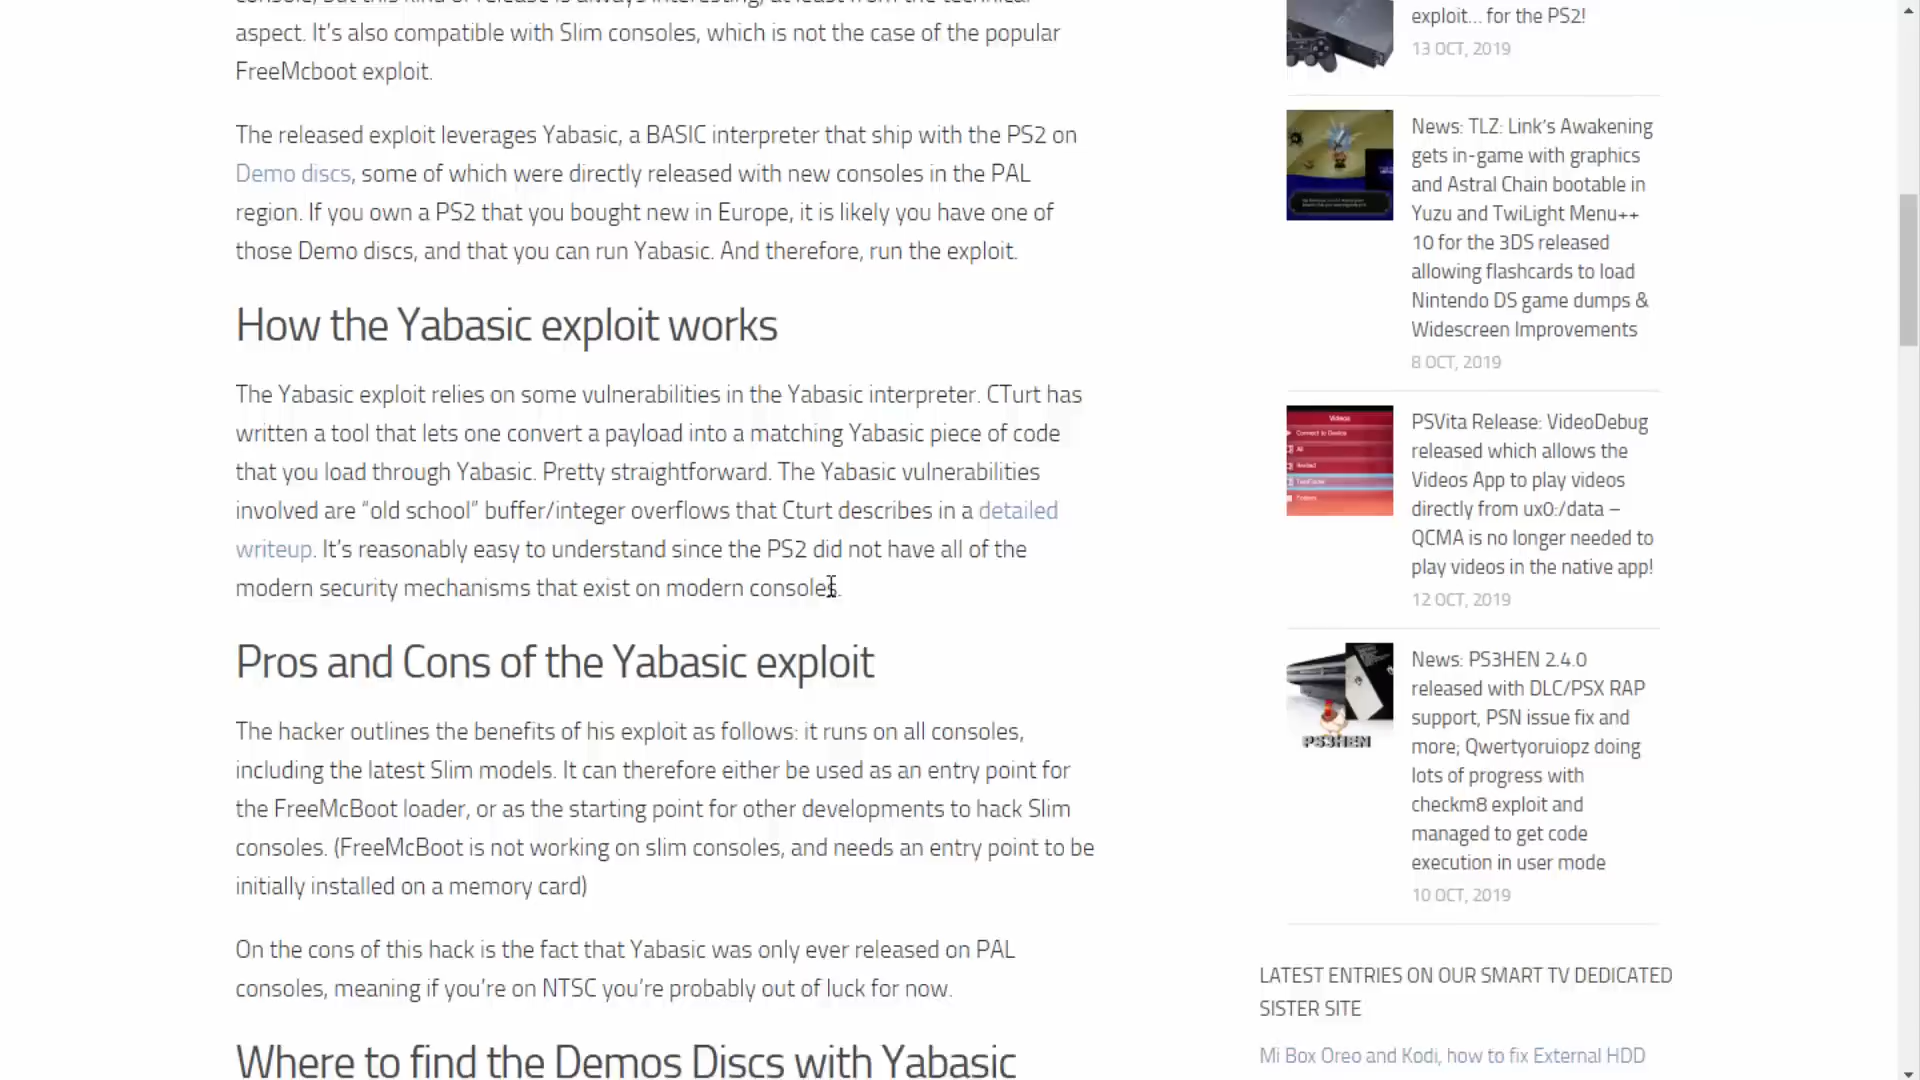 console, but this kind of release is always interesting, at least from the technical
aspect. It's also compatible with Slim consoles, which is not the case of the popular
FreeMcboot exploit.
The released exploit leverages Yabasic, a BASIC interpreter that ship with the PS2 on
Demo discs, some of which were directly released with new consoles in the PAL
region. If you own a PS2 that you bought new in Europe, it is likely you have one of
those Demo discs, and that you can run Yabasic. And therefore, run the exploit.
How the Yabasic exploit works
The Yabasic exploit relies on some vulnerabilities in the Yabasic interpreter. CTurt has
written a tool that lets one convert a payload into a matching Yabasic piece of code
that you load through Yabasic. Pretty straightforward. The Yabasic vulnerabilities
involved are “old school” buffer/integer overflows that Cturt describes in a detailed
writeup. It's reasonably easy to understand since the PS2 did not have all of the
modern security mechanisms that exist on modern consoles.
Pros and Cons of the Yabasic exploit
The hacker outlines the benefits of his exploit as follows: it runs on all consoles,
including the latest Slim models. It can therefore either be used as an entry point for
the FreeMcBoot loader, or as the starting point for other developments to hack Slim
consoles. (FreeMcBoot is not working on slim consoles, and needs an entry point to be
initially installed on a memory card)
On the cons of this hack is the fact that Yabasic was only ever released on PAL
consoles, meaning if you're on NTSC you're probably out of luck for now.
Where to find the Demos Discs with Yabasic
exploit... for the PS2!
13 OCT, 2019
News: TLZ: Link's Awakening
gets in-game with graphics
and Astral Chain bootable in
Yuzu and TwiLight Menu++
10 for the 3DS released
allowing flashcards to load
Nintendo DS game dumps &
Widescreen Improvements
8 OCT, 2019
Videos
Connect to Device
All
PSVita Release: VideoDebug
released which allows the
Videos App to play videos
directly from ux0:/data –
QCMA is no longer needed to
play videos in the native app!
12 OCT, 2019
PS3HEN
News: PS3HEN 2.4.0
released with DLC/PSX RAP
support, PSN issue fix and
more; Qwertyoruiopz doing
lots of progress with
checkm8 exploit and
managed to get code
execution in user mode
10 OCT, 2019
LATEST ENTRIES ON OUR SMART TV DEDICATED
SISTER SITE
Mi Box Oreo and Kodi, how to fix External HDD